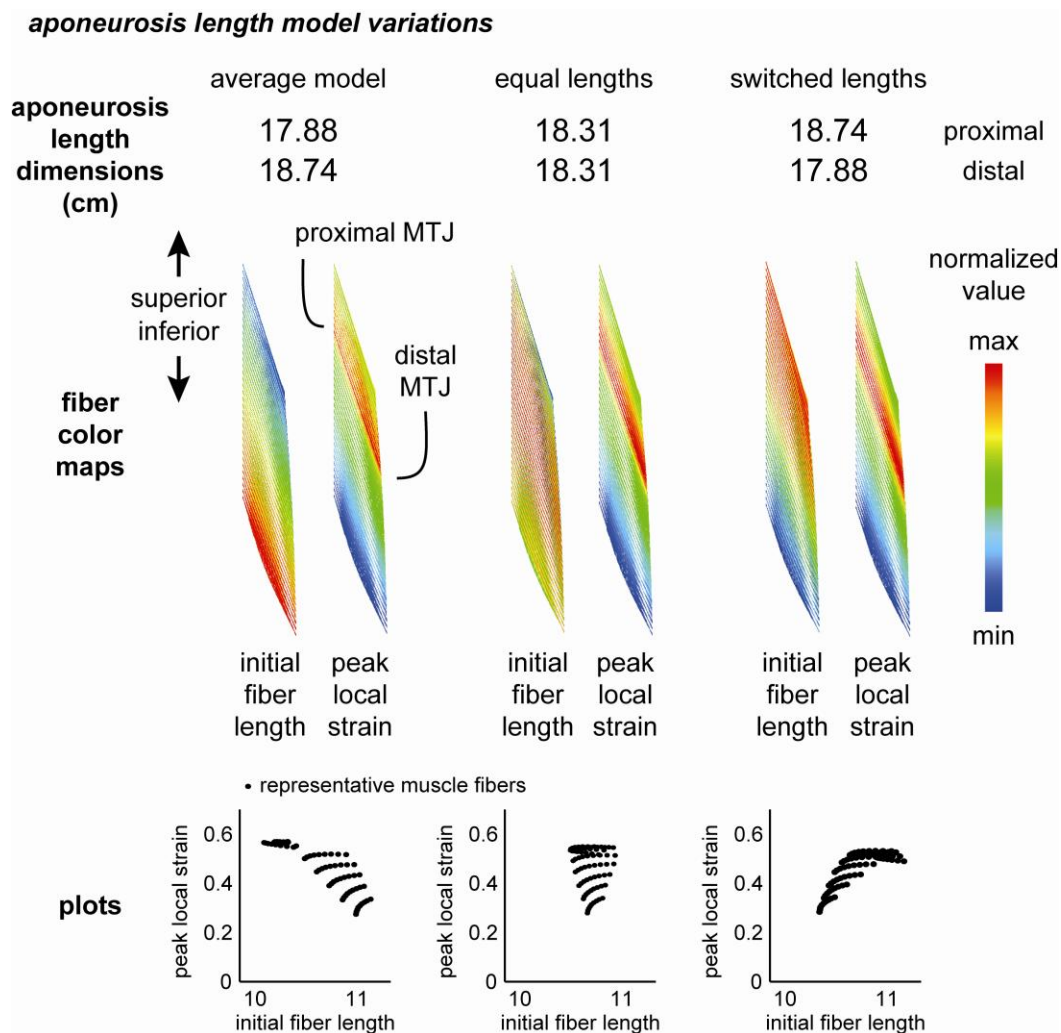 aponeurosis length model variations
average model equal lengths switched lengths
aponeurosis
length
dimensions
(cm)
17.88 18.31 18.74 proximal
18.74 18.31 17.88 distal
proximal MTJ
superior
inferior
distal
MTJ
normalized
value
max
min
fiber
color
maps
initial
fiber
length
peak
local
strain
initial
fiber
length
peak
local
strain
initial
fiber
length
peak
local
strain
• representative muscle fibers
plots
peak local strain
0.6
0.4
0.2
0
10 11
initial fiber length
peak local strain
0.6
0.4
0.2
0
10 11
initial fiber length
peak local strain
0.6
0.4
0.2
0
10 11
initial fiber length